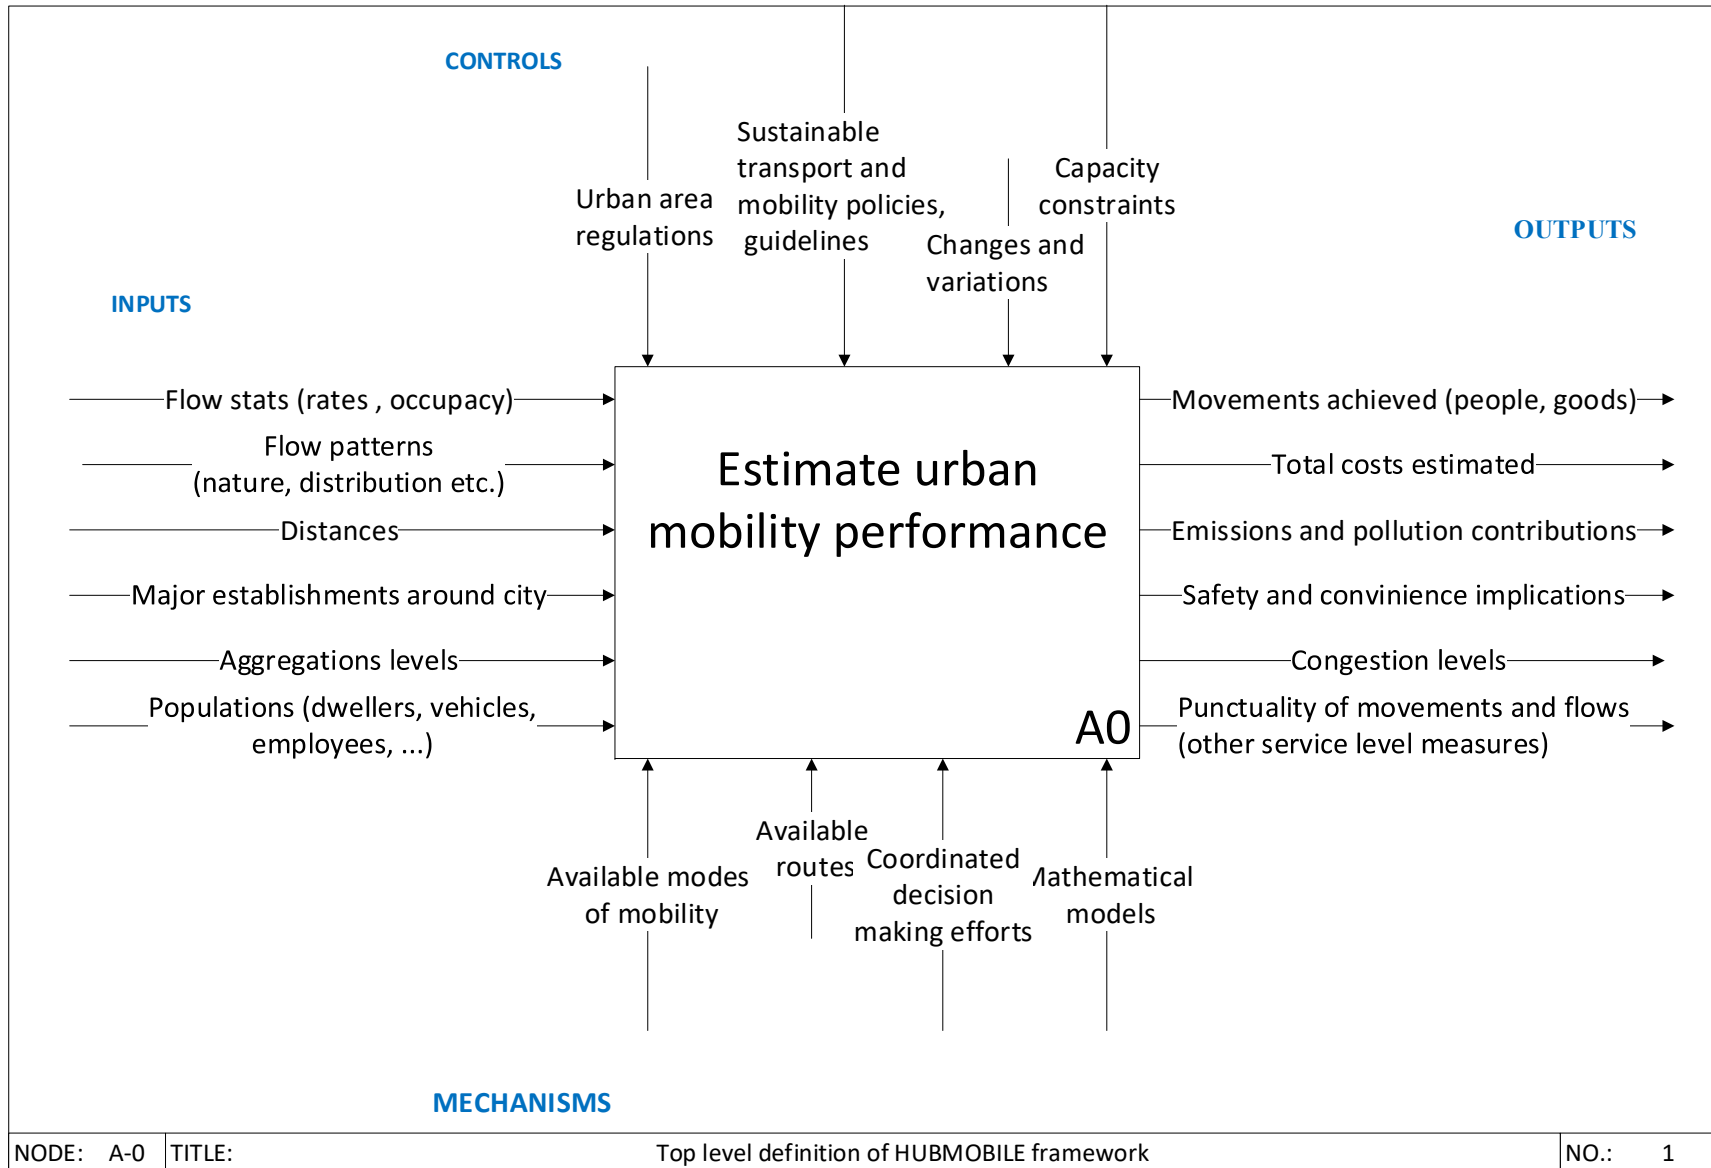 CONTROLS
Sustainable
transport and
mobility policies,
guidelines
Urban area
regulations
Changes and
variations
Capacity
constraints
OUTPUTS
INPUTS
Flow stats (rates , occupacy)
Flow patterns
(nature, distribution etc.)
Distances
Major establishments around city
Aggregations levels
Populations (dwellers, vehicles,
employees, ...)
Estimate urban
mobility performance
A0
Movements achieved (people, goods)
Total costs estimated
Emissions and pollution contributions
Safety and convinience implications
Congestion levels
Punctuality of movements and flows
(other service level measures)
Available modes
of mobility
Available
routes
Coordinated
decision
making efforts
Mathematical
models
MECHANISMS
NODE: A-0 TITLE: Top level definition of HUBMOBILE framework NO.: 1